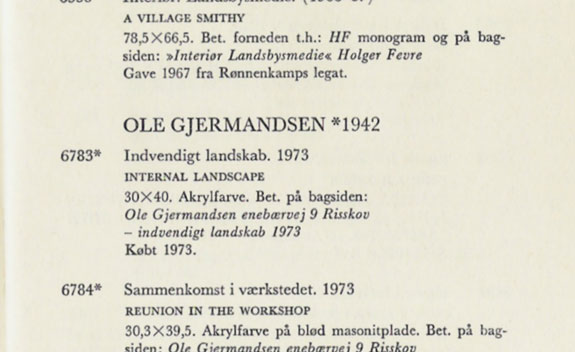 A VILLAGE SMITHY
78,5×66,5. Bet. forneden t.h.: HF monogram og på bag-
siden: »Interiør Landsbysmedie« Holger Fevre
Gave 1967 fra Rønnenkamps legat.
OLE GJERMANDSEN *1942
6783* Indvendigt landskab. 1973
INTERNAL LANDSCAPE
30×40. Akrylfarve. Bet. på bagsiden:
Ole Gjermandsen enebærvej 9 Risskov
– indvendigt landskab 1973
Købt 1973.
6784* Sammenkomst i værkstedet. 1973
REUNION IN THE WORKSHOP
30,3×39,5. Akrylfarve på blød masonitplade. Bet. på bag-
siden: Ole Gjermandsen enebærvej 9 Risskov